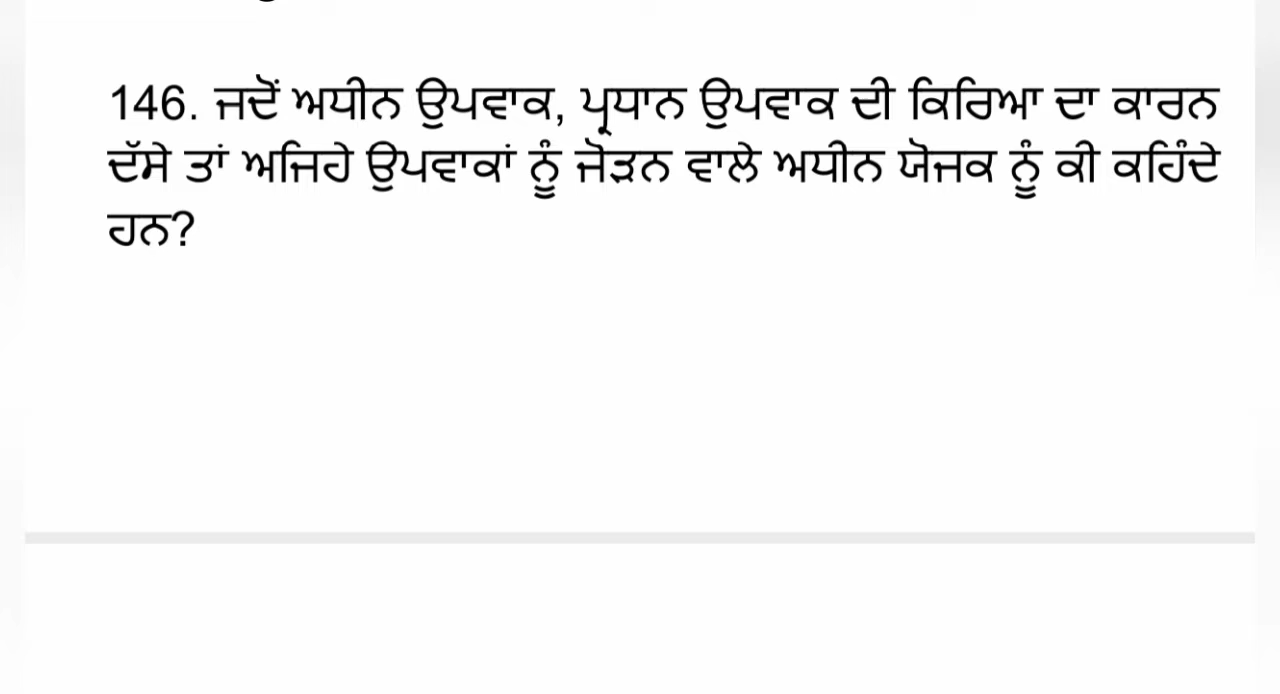 146. ਜਦੋਂ ਅਧੀਨ ਉਪਵਾਕ, ਪ੍ਰਧਾਨ ਉਪਵਾਕ ਦੀ ਕਿਰਿਆ ਦਾ ਕਾਰਨ
ਦੱਸੇ ਤਾਂ ਅਜਿਹੇ ਉਪਵਾਕਾਂ ਨੂੰ ਜੋੜਨ ਵਾਲੇ ਅਧੀਨ ਯੋਜਕ ਨੂੰ ਕੀ ਕਹਿੰਦੇ
ਹਨ?